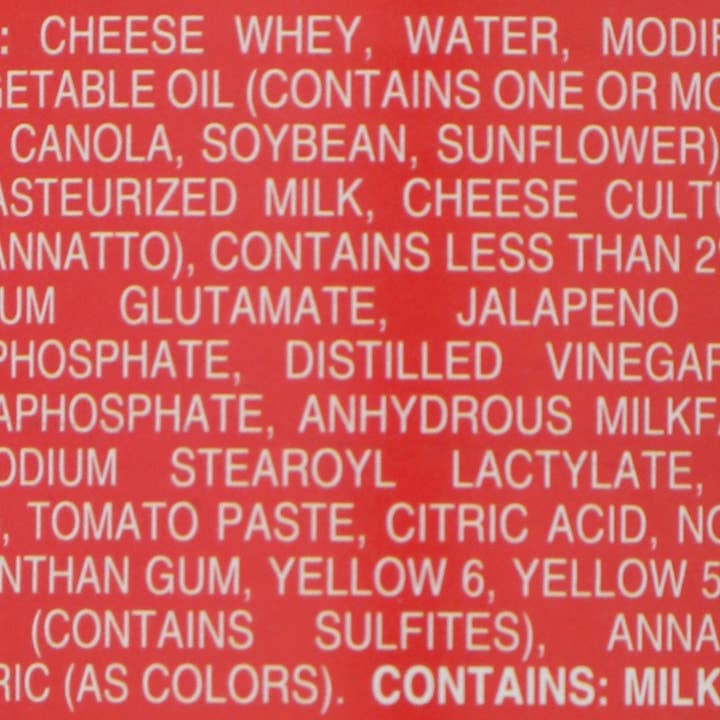 : CHEESE WHEY, WATER, MODIF
GETABLE OIL (CONTAINS ONE OR MO
CANOLA, SOYBEAN, SUNFLOWER)
ASTEURIZED MILK, CHEESE CULTU
ANNATTO), CONTAINS LESS THAN 2
UM GLUTAMATE, JALAPENO
PHOSPHATE, DISTILLED VINEGAR
APHOSPHATE, ANHYDROUS MILKFA
ODIUM STEAROYL LACTYLATE,
, TOMATO PASTE, CITRIC ACID, NO
NTHAN GUM, YELLOW 6, YELLOW 5
(CONTAINS SULFITES), ANNA
RIC (AS COLORS). CONTAINS: MILK